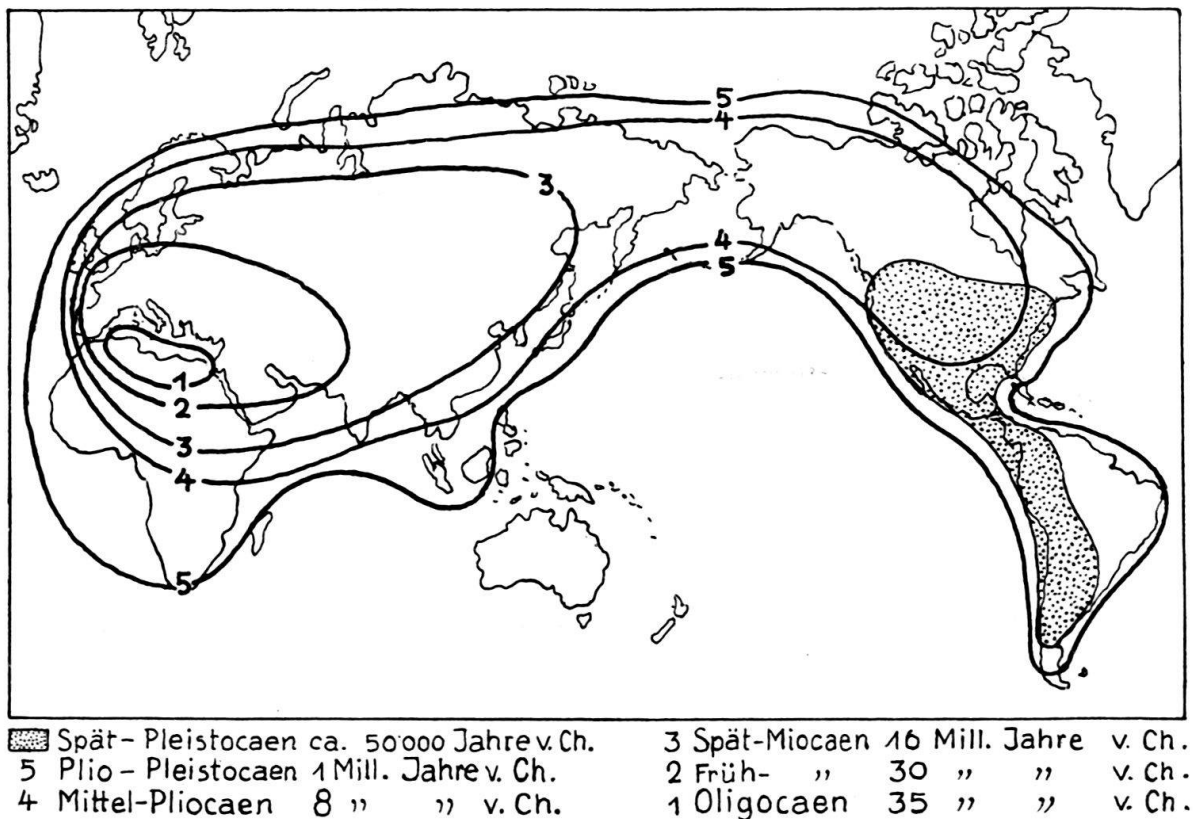 5
4
3
4
5
1
2
3
4
5
Spät-Pleistocaen ca. 50'000 Jahre v. Ch.
5 Plio-Pleistocaen 1 Mill. Jahre v. Ch.
4 Mittel-Pliocaen 8 " " v. Ch.
3 Spät-Miocaen 16 Mill. Jahre v. Ch.
2 Früh- " 30 " " v. Ch.
1 Oligocaen 35 " " v. Ch.